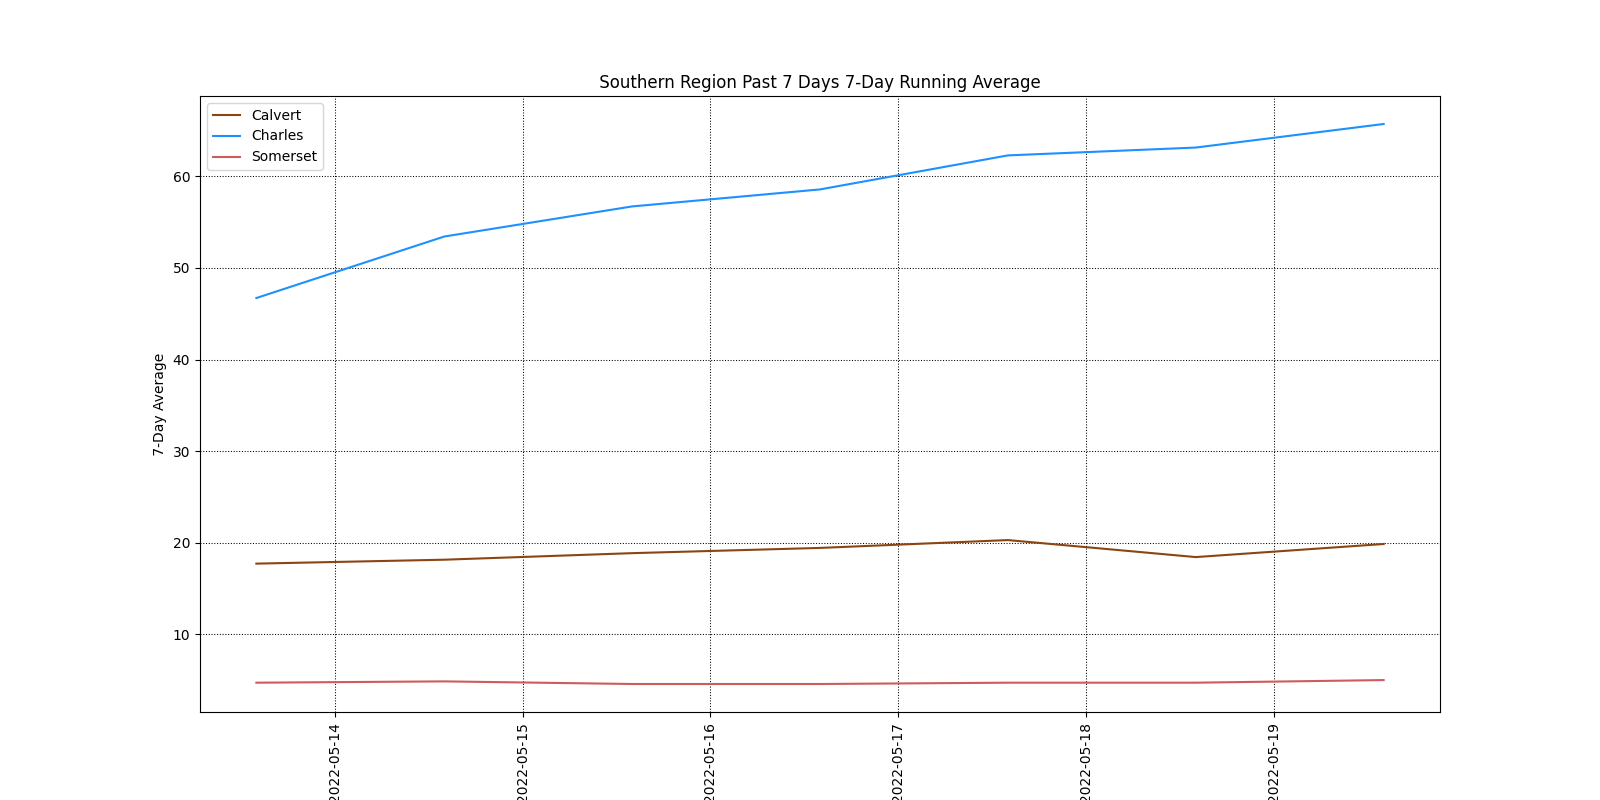 Southern Region Past 7 Days 7-Day Running Average
Calvert
Charles
Somerset
60
50
40
30
20
10
7-Day Average
2022-05-14
2022-05-15
2022-05-16
2022-05-17
2022-05-18
2022-05-19